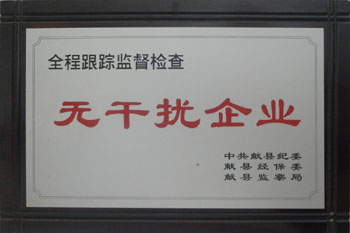 全程跟踪监督检查
无干扰企业
中共献县纪委
献县经保委
献县监察局